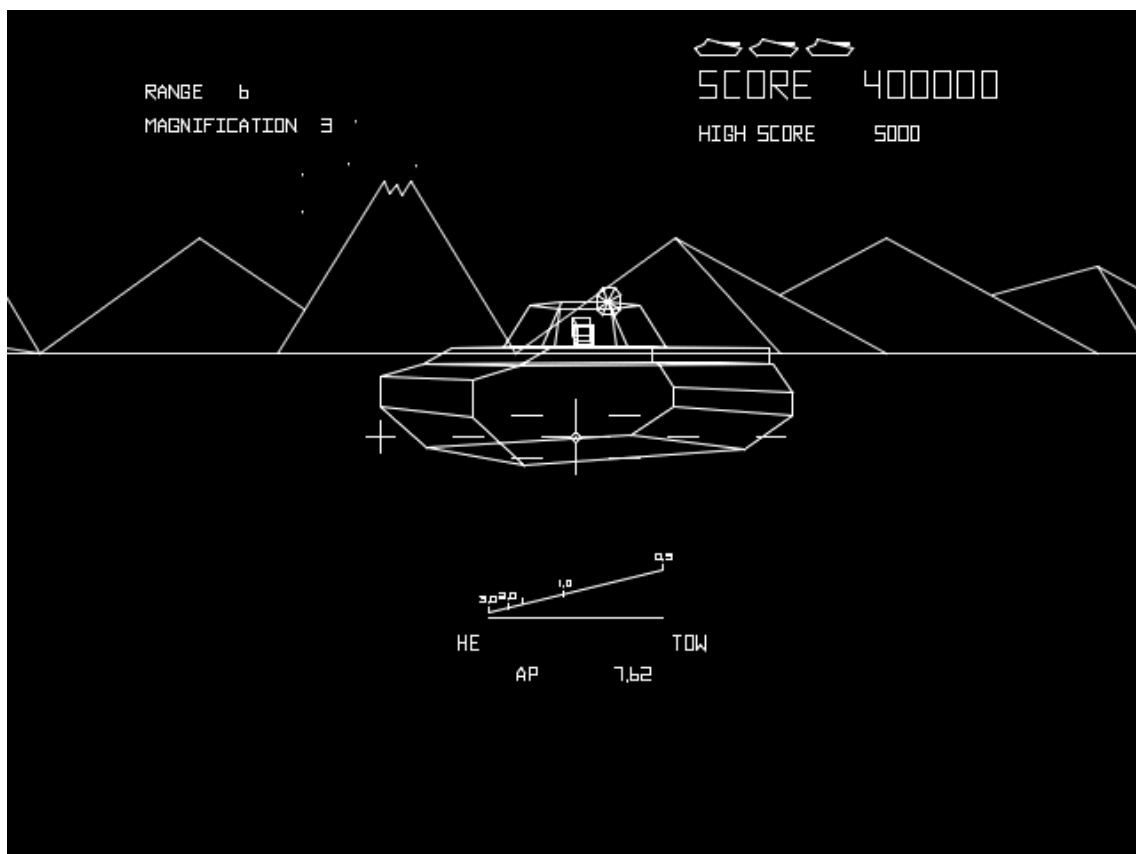 RANGE 6
MAGNIFICATION 3
SCORE 400000
HIGH SCORE 5000
3,0 2,0 1,0 0,5
HE TOW
AP 7,62